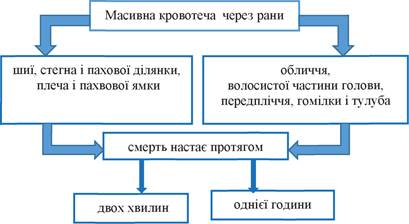 Масивна кровотеча через рани
шиї, стегна і пахової ділянки,
плеча і пахвової ямки
обличчя,
волосистої частини голови,
передпліччя, гомілки і тулуба
смерть настає протягом
двох хвилин
однієї години